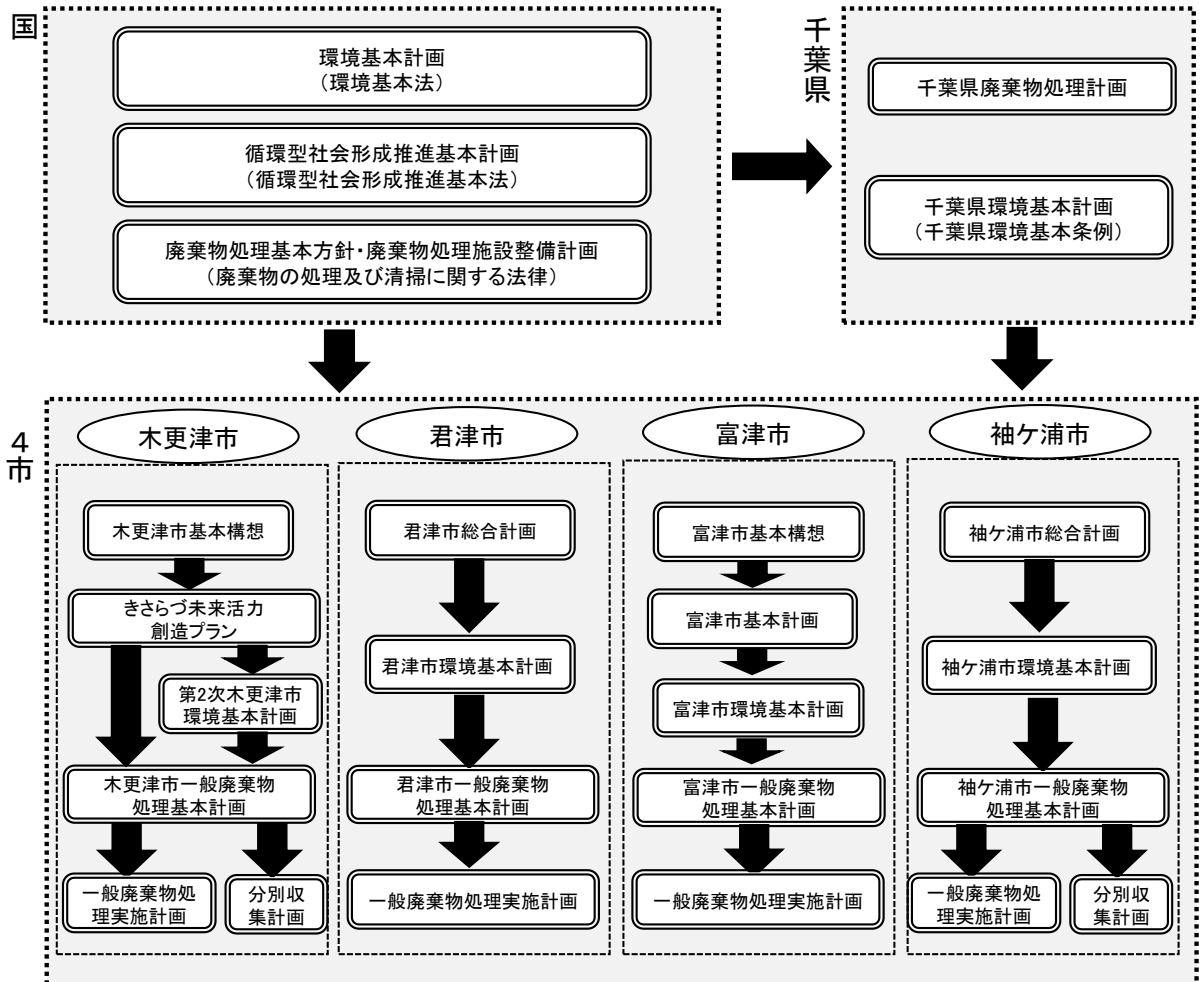 国
環境基本計画
(環境基本法)
循環型社会形成推進基本計画
(循環型社会形成推進基本法)
廃棄物処理基本方針・廃棄物処理施設整備計画
(廃棄物の処理及び清掃に関する法律)
千葉県
千葉県廃棄物処理計画
千葉県環境基本計画
(千葉県環境基本条例)
4市
木更津市
木更津市基本構想
きさらづ未来活力
創造プラン
第2次木更津市
環境基本計画
木更津市一般廃棄物
処理基本計画
一般廃棄物処
理実施計画
分別収
集計画
君津市
君津市総合計画
君津市環境基本計画
君津市一般廃棄物
処理基本計画
一般廃棄物処理実施計画
富津市
富津市基本構想
富津市基本計画
富津市環境基本計画
富津市一般廃棄物
処理基本計画
一般廃棄物処理実施計画
袖ケ浦市
袖ケ浦市総合計画
袖ケ浦市環境基本計画
袖ケ浦市一般廃棄物
処理基本計画
一般廃棄物処
理実施計画
分別収
集計画